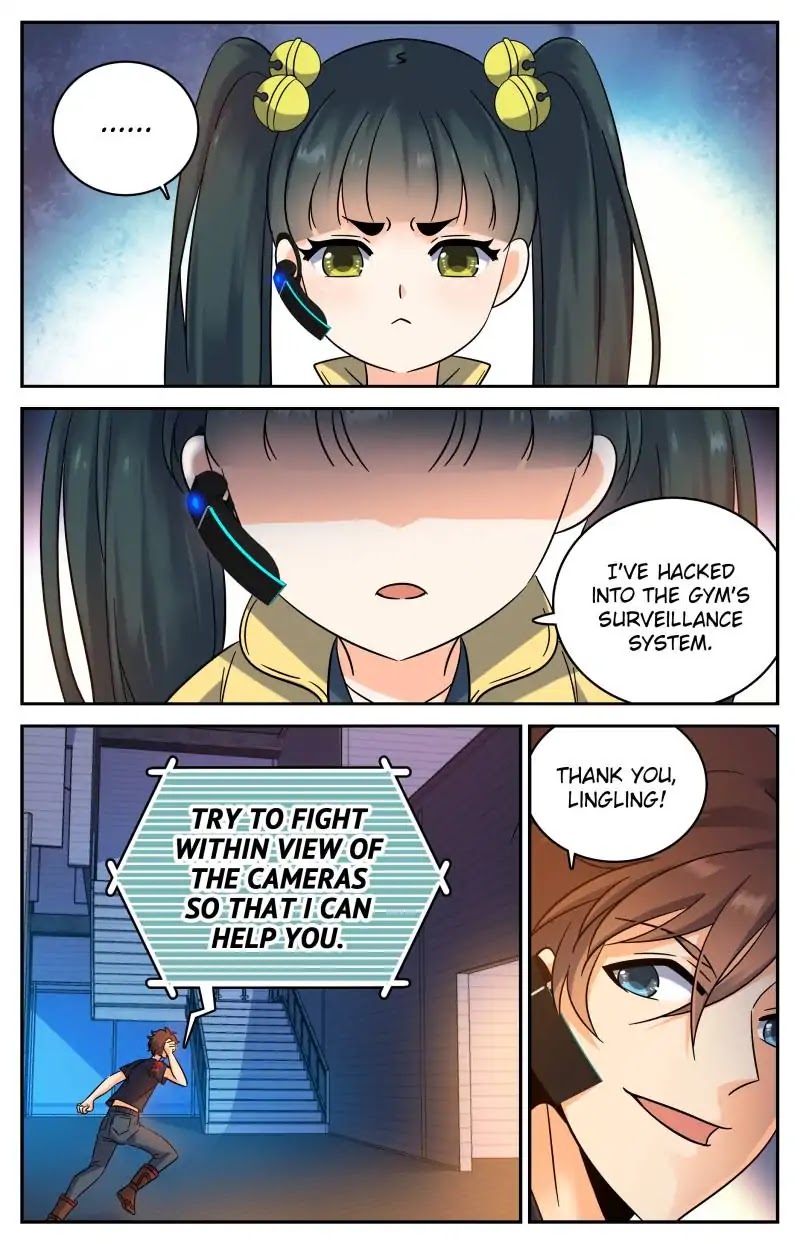 ......
I'VE HACKED
INTO THE GYM'S
SURVEILLANCE
SYSTEM.
TRY TO FIGHT
WITHIN VIEW OF
THE CAMERAS
SO THAT I CAN
HELP YOU.
THANK YOU,
LINGLING!